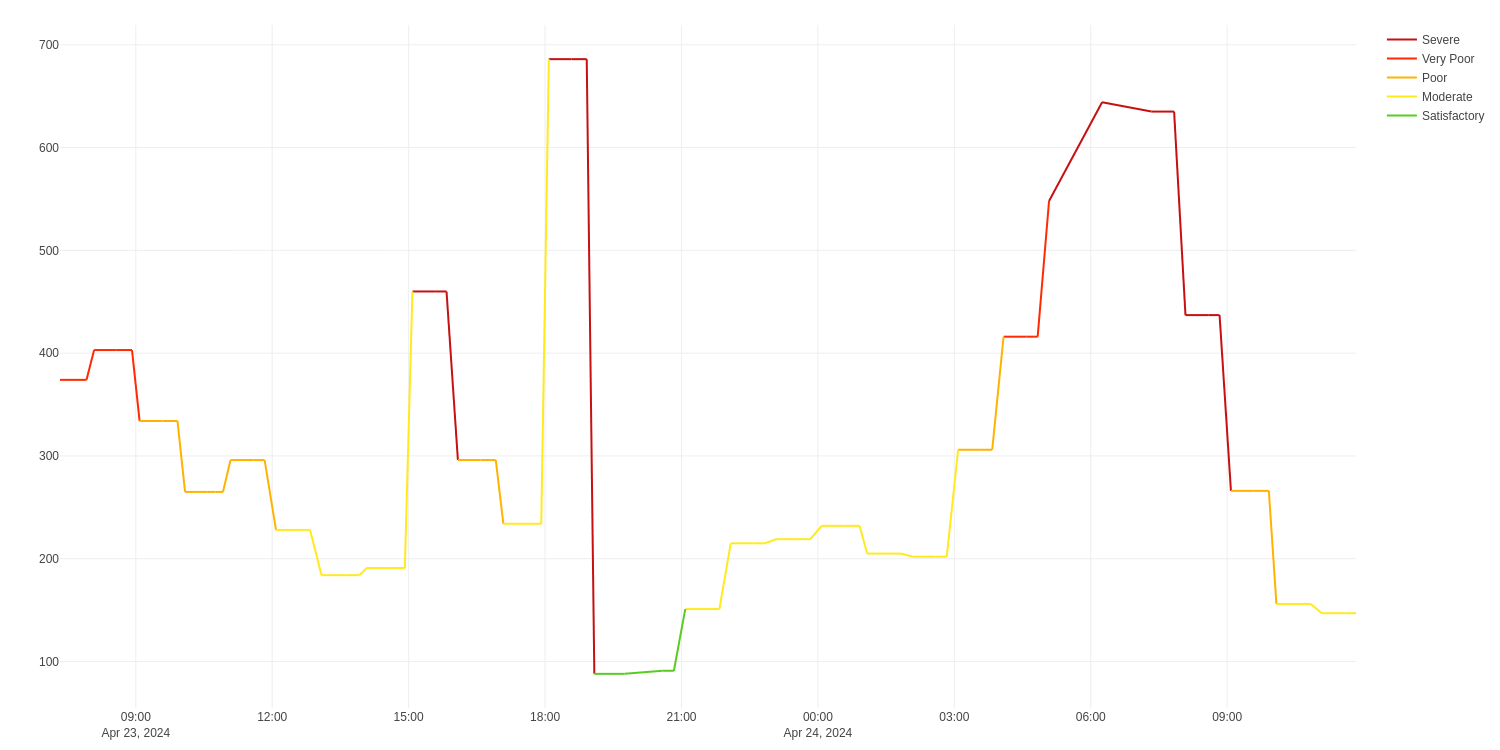 700
600
500
400
300
200
100
09:00
12:00
15:00
18:00
21:00
00:00
03:00
06:00
09:00
Apr 23, 2024
Apr 24, 2024
Severe
Very Poor
Poor
Moderate
Satisfactory